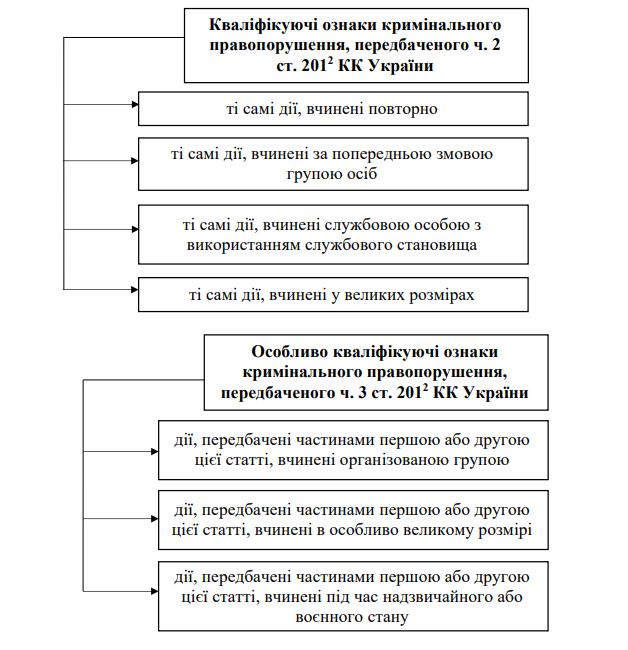 Кваліфікуючі ознаки кримінального
правопорушення, передбаченого ч. 2
ст. 201² КК України
ті самі дії, вчинені повторно
ті самі дії, вчинені за попередньою змовою
групою осіб
ті самі дії, вчинені службовою особою з
використанням службового становища
ті самі дії, вчинені у великих розмірах
Особливо кваліфікуючі ознаки
кримінального правопорушення,
передбаченого ч. 3 ст. 201² КК України
дії, передбачені частинами першою або другою
цієї статті, вчинені організованою групою
дії, передбачені частинами першою або другою
цієї статті, вчинені в особливо великому розмірі
дії, передбачені частинами першою або другою
цієї статті, вчинені під час надзвичайного або
воєнного стану